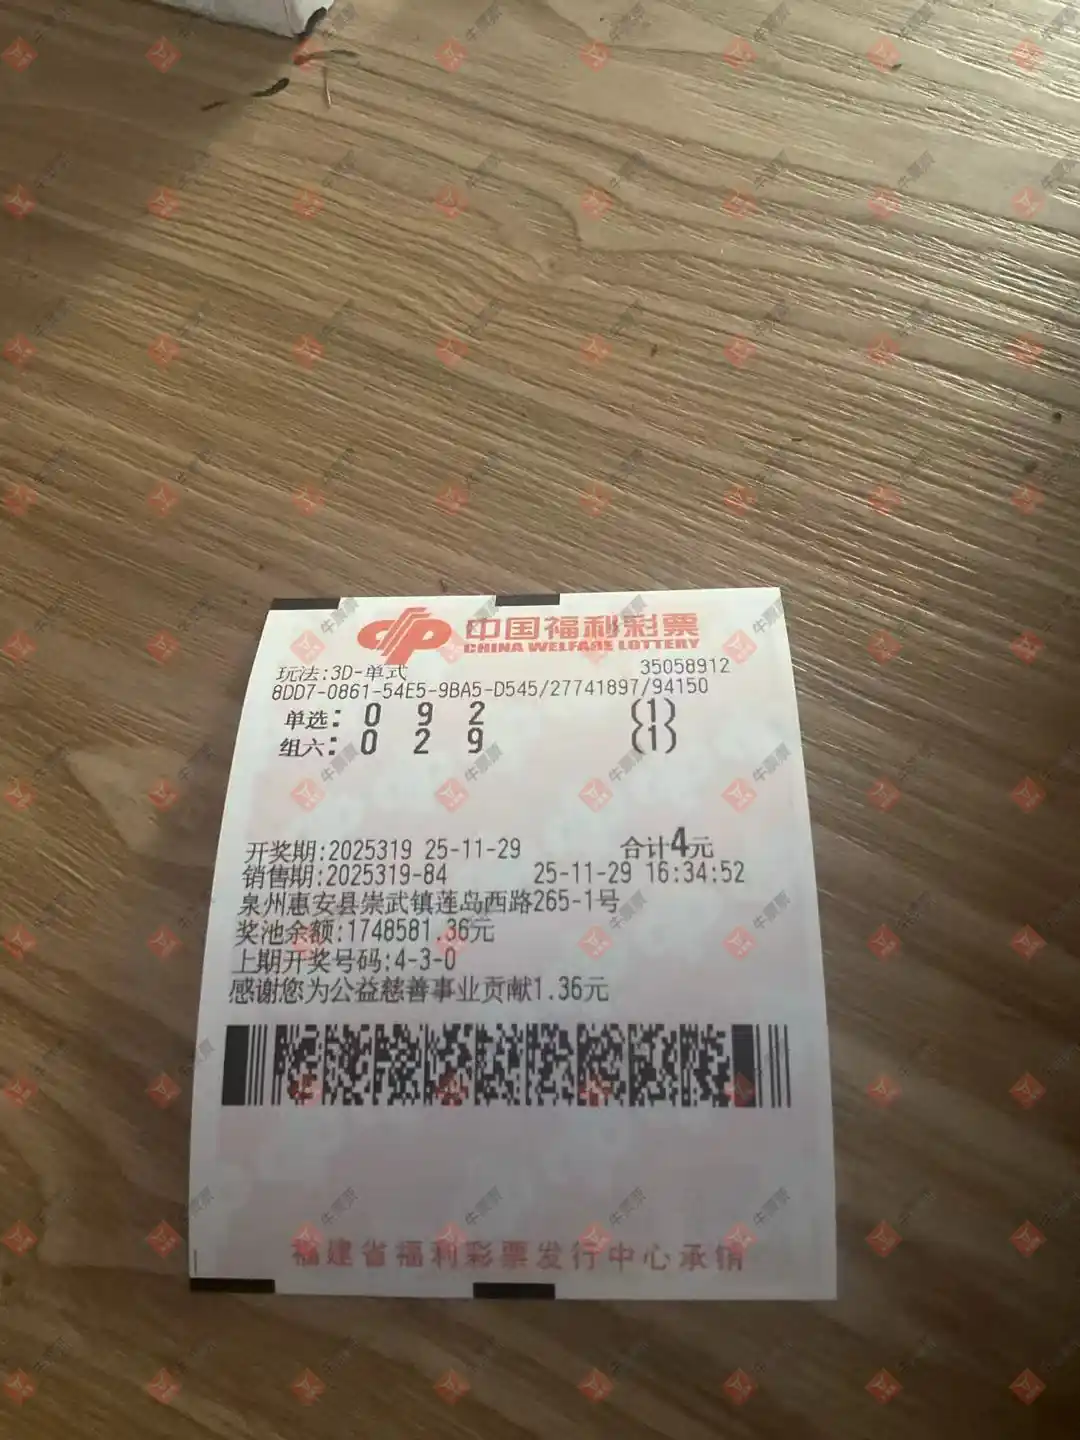 中国福利彩票
CHINA WELFARE LOTTERY
玩法:3D-单式 35058912
8DD7-0861-54E5-9BA5-D545/27741897/94150
单选: 0 9 2 (1)
组六: 0 2 9 (1)
开奖期:2025319 25-11-29 合计4元
销售期:2025319-84 25-11-29 16:34:52
泉州惠安县崇武镇莲岛西路265-1号
奖池余额:1748581.36元
上期开奖号码:4-3-0
感谢您为公益慈善事业贡献1.36元
福建省福利彩票发行中心承销
牛票票